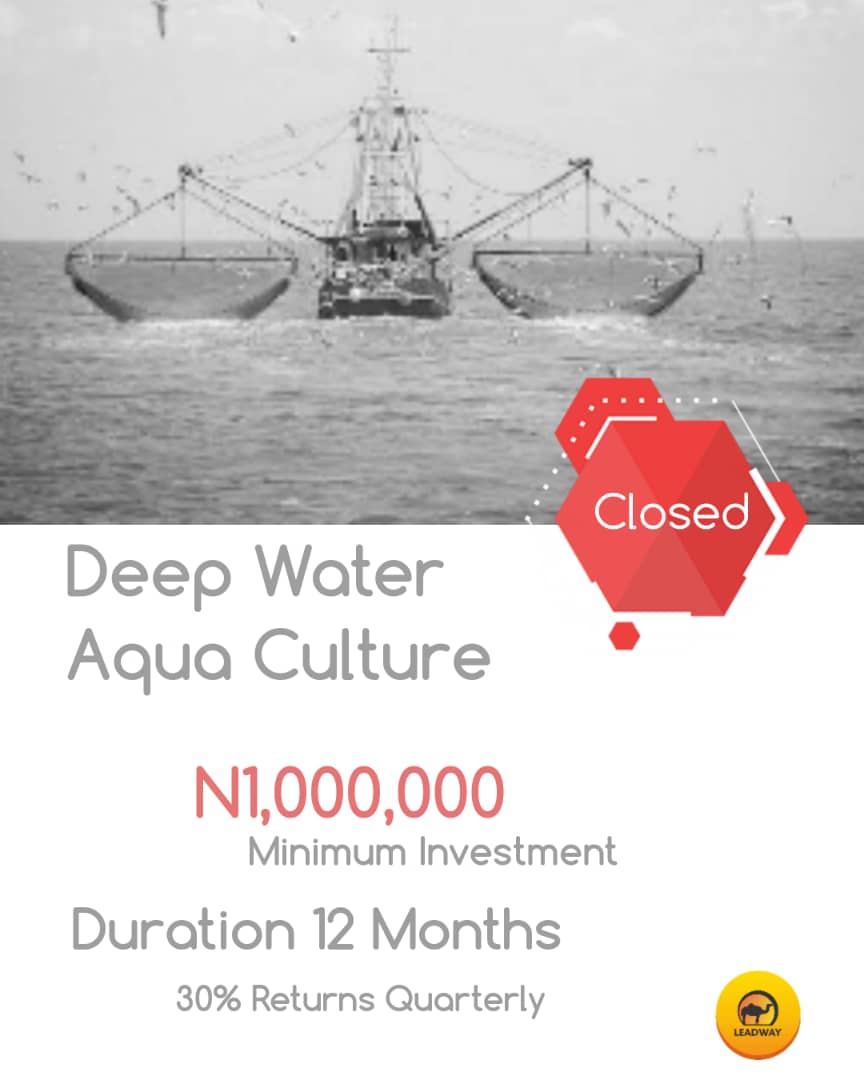 Closed
Deep Water
Aqua Culture
N1,000,000
Minimum Investment
Duration 12 Months
30% Returns Quarterly
LEADWAY